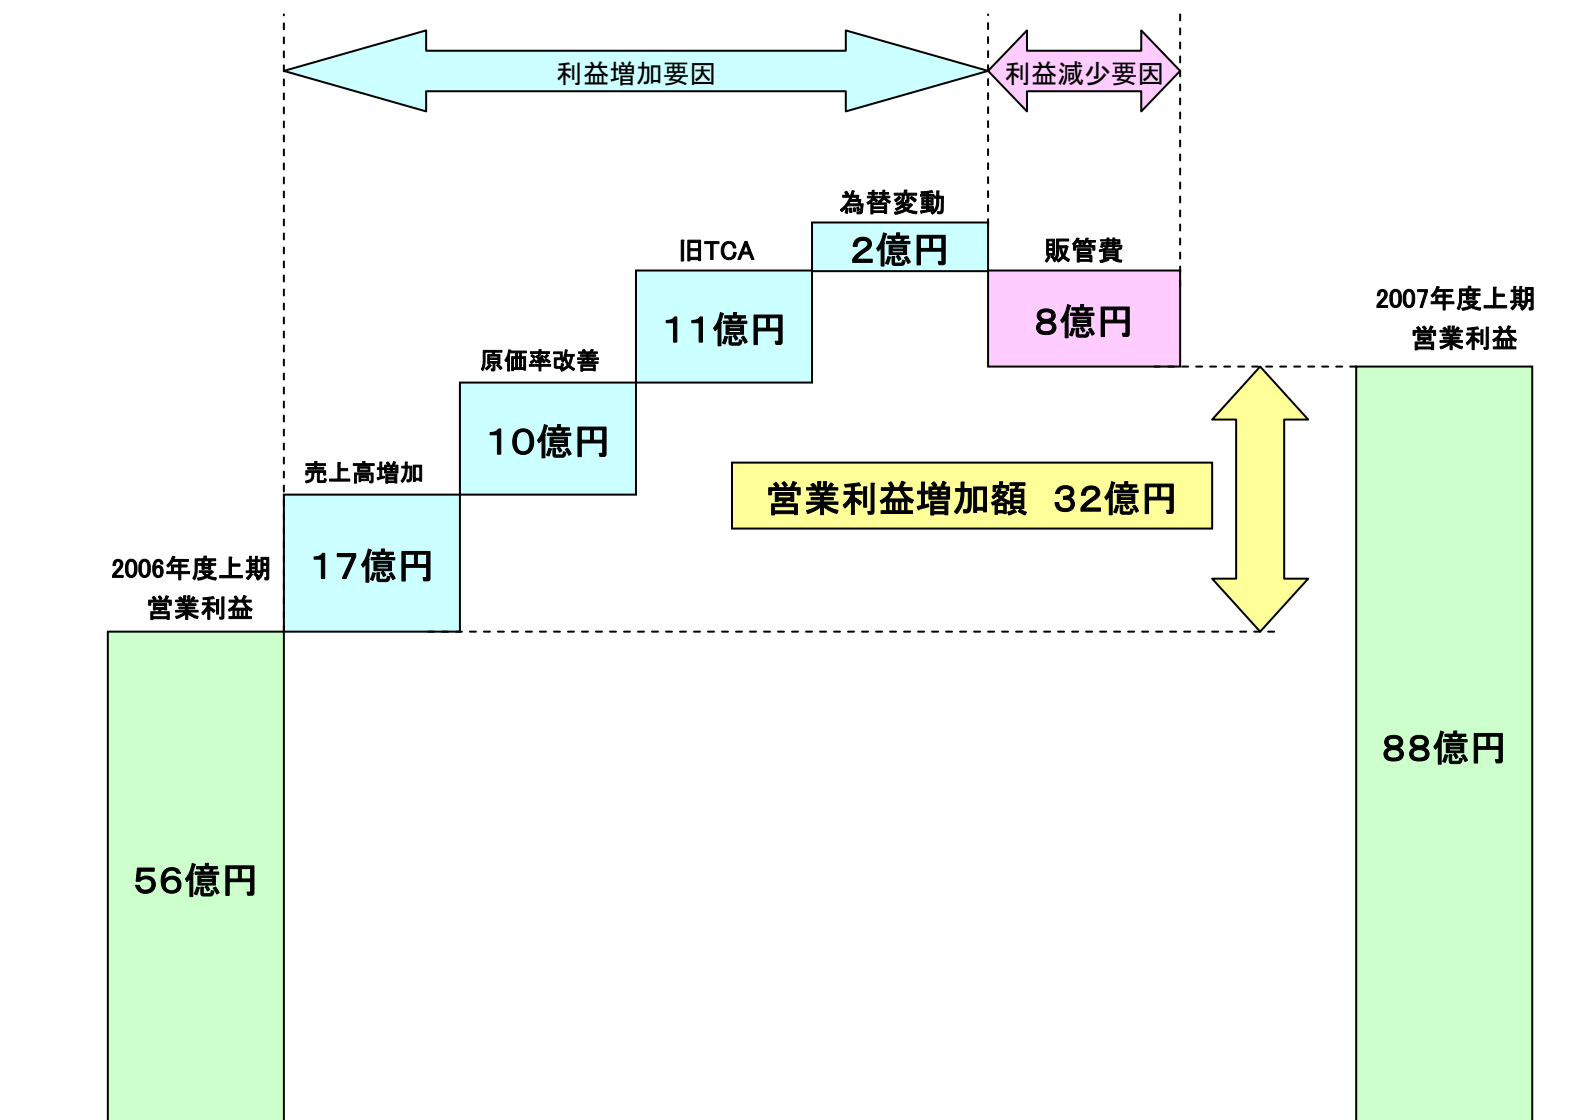 利益増加要因
利益減少要因
為替変動
2億円
旧TCA
11億円
販管費
8億円
2007年度上期
営業利益
原価率改善
10億円
売上高増加
17億円
営業利益増加額　32億円
2006年度上期
営業利益
88億円
56億円